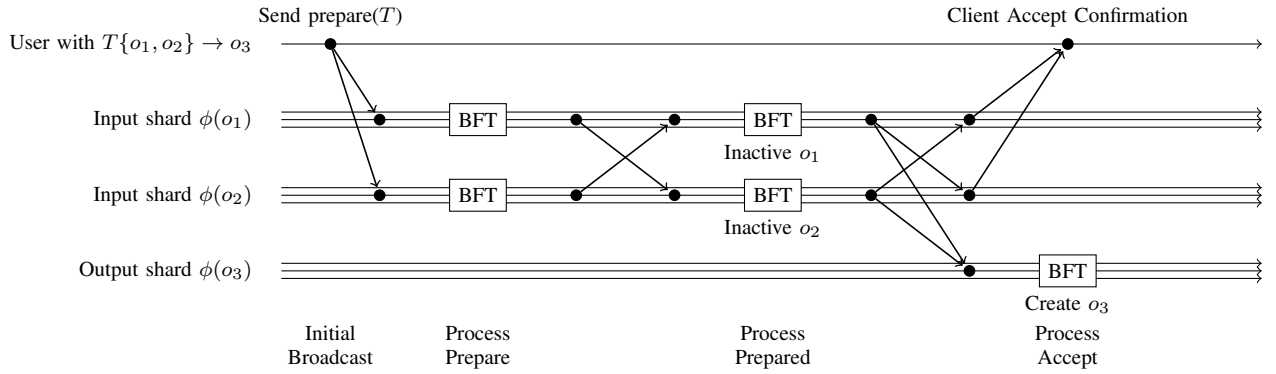 Send prepare(T)
Client Accept Confirmation
User with T{o₁, o₂} → o₃
Input shard ϕ(o₁)
BFT
BFT
Inactive o₁
Input shard ϕ(o₂)
BFT
BFT
Inactive o₂
Output shard ϕ(o₃)
BFT
Create o₃
Initial
Broadcast
Process
Prepare
Process
Prepared
Process
Accept